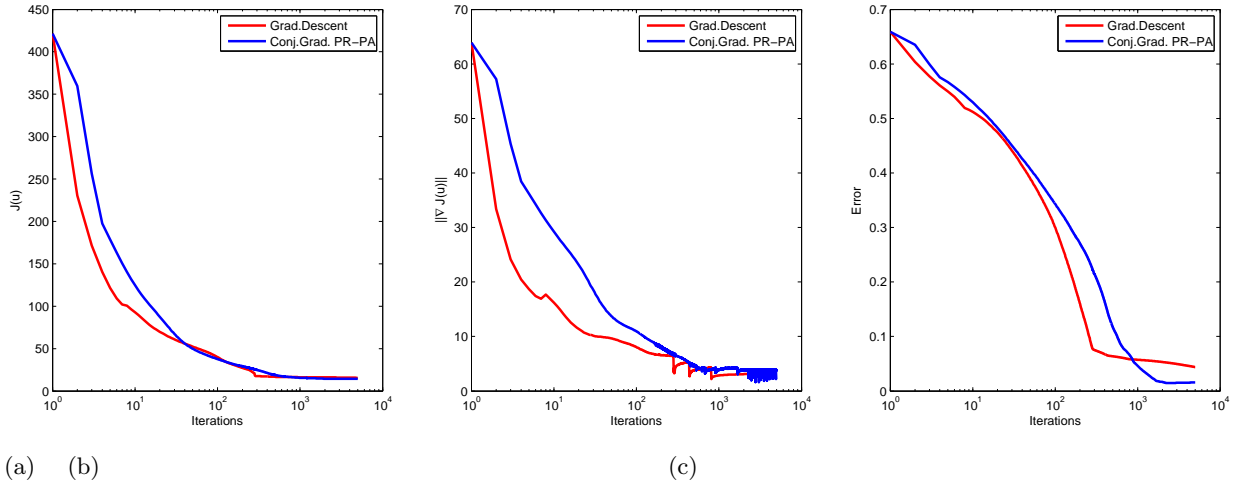 450
400
350
300
250
200
150
100
50
0
J(u)
10^0 10^1 10^2 10^3 10^4
Iterations
Grad.Descent
Conj.Grad. PR−PA
70
60
50
40
30
20
10
0
||∇ J(u)||
10^0 10^1 10^2 10^3 10^4
Iterations
Grad.Descent
Conj.Grad. PR−PA
0.7
0.6
0.5
0.4
0.3
0.2
0.1
0
Error
10^0 10^1 10^2 10^3 10^4
Iterations
Grad.Descent
Conj.Grad. PR−PA
(a) (b) (c)